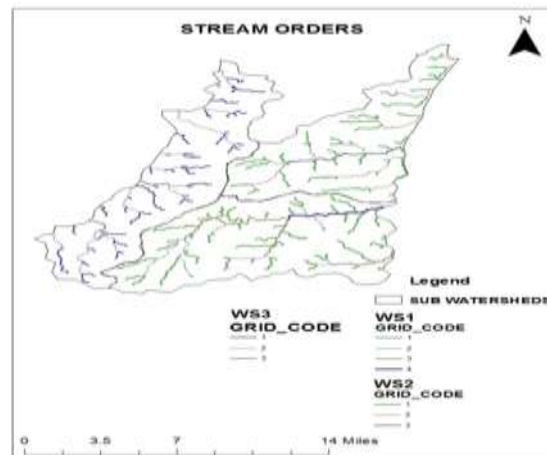 STREAM ORDERS
N
Legend
SUB WATERSHEDS
WS3
GRID_CODE
1
2
3
WS1
GRID_CODE
1
2
3
4
WS2
GRID_CODE
1
2
3
0 3.5 7 14 Miles